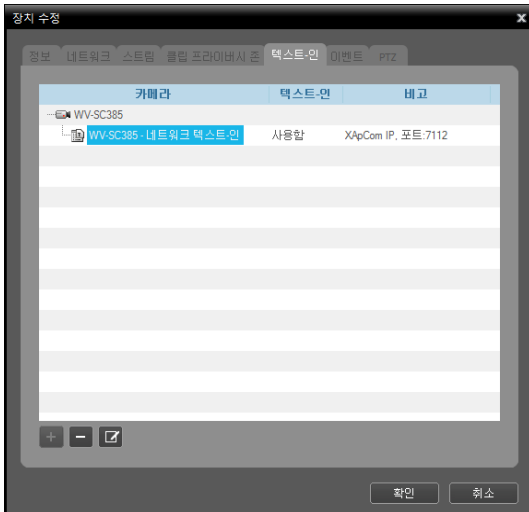 장치 수정
정보 네트워크 스트림 클립 프라이버시 존 텍스트-인 이벤트 PTZ
카메라 텍스트-인 비고
WV-SC385
WV-SC385 - 네트워크 텍스트-인 사용함 XApCom IP, 포트:7112
확인 취소